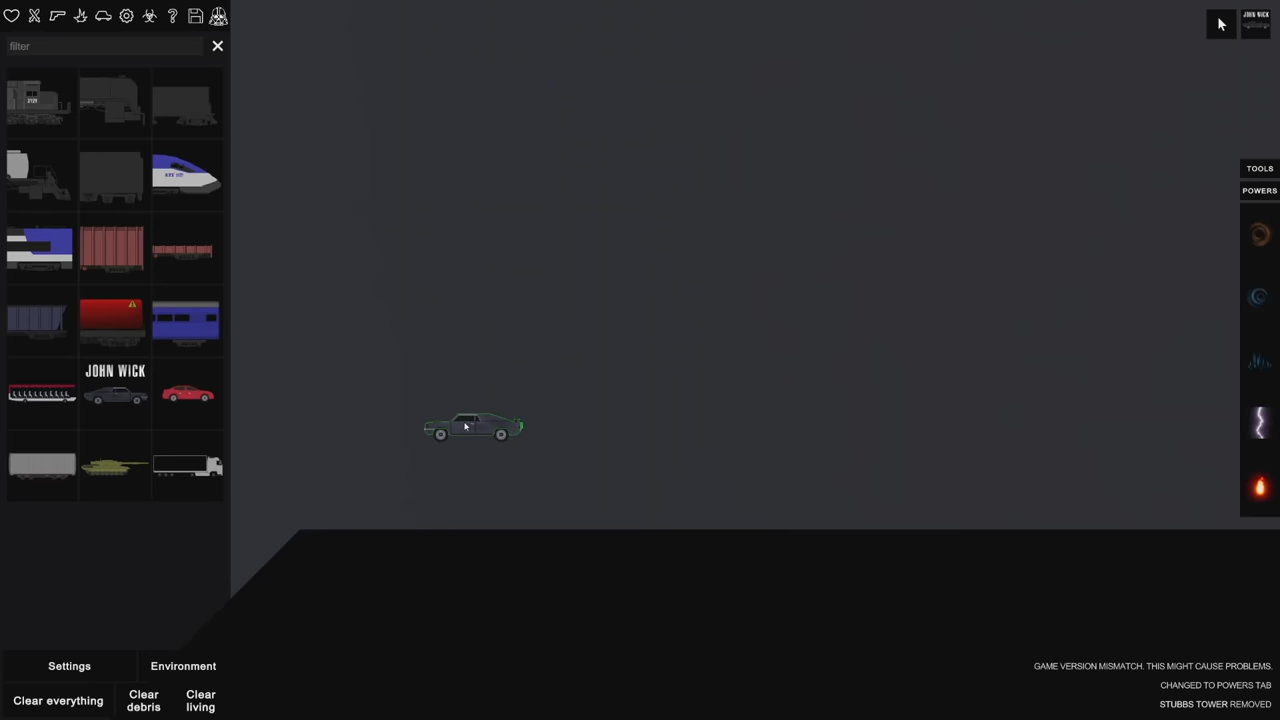 filter
JOHN WICK
TOOLS
POWERS
3120
JOHN WICK
Settings
Environment
Clear everything
Clear debris
Clear living
GAME VERSION MISMATCH. THIS MIGHT CAUSE PROBLEMS.
CHANGED TO POWERS TAB
STUBBS TOWER REMOVED